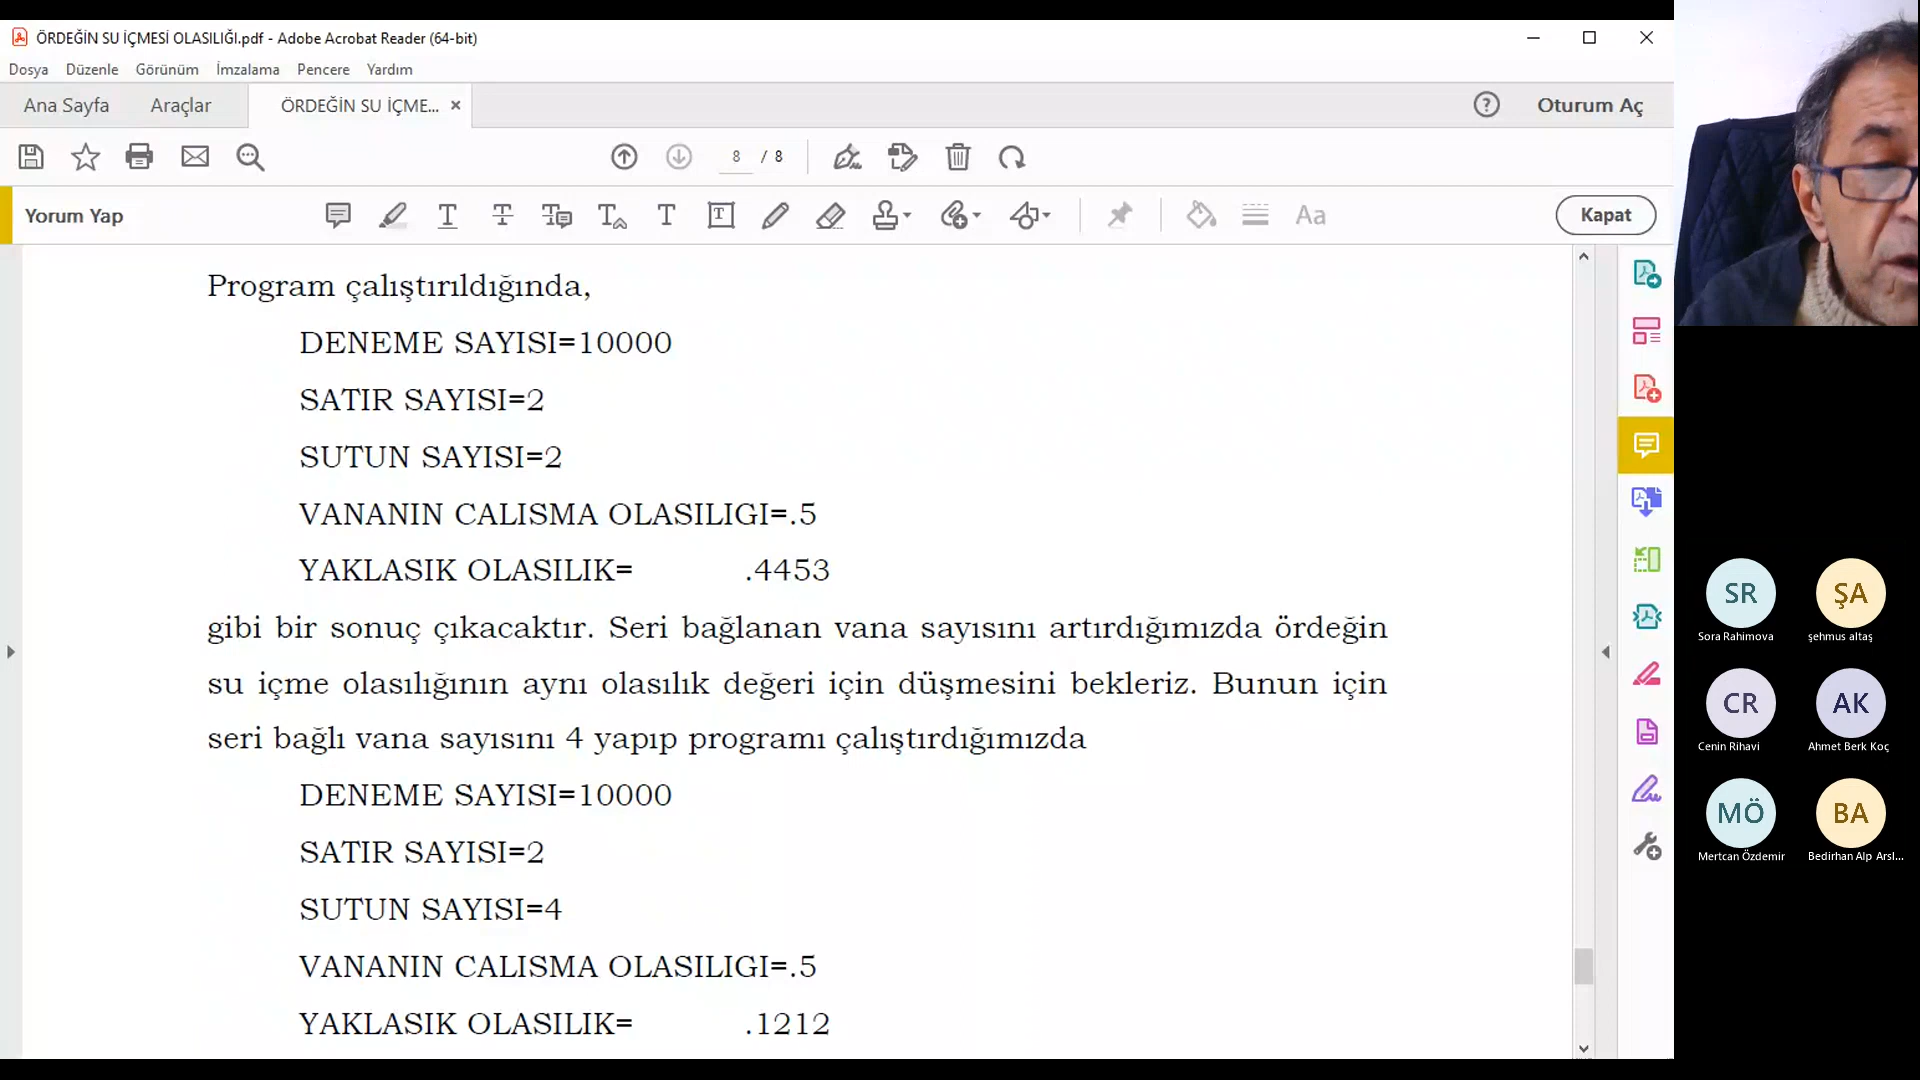 ÖRDEĞİN SU İÇMESİ OLASILIĞI.pdf - Adobe Acrobat Reader (64-bit)
Dosya Düzenle Görünüm İmzalama Pencere Yardım
Ana Sayfa Araçlar ÖRDEĞİN SU İÇME... Oturum Aç
8 / 8
Yorum Yap Aa Kapat
Program çalıştırıldığında,
DENEME SAYISI=10000
SATIR SAYISI=2
SUTUN SAYISI=2
VANANIN CALISMA OLASILIGI=.5
YAKLASIK OLASILIK= .4453
gibi bir sonuç çıkacaktır. Seri bağlanan vana sayısını artırdığımızda ördeğin
su içme olasılığının aynı olasılık değeri için düşmesini bekleriz. Bunun için
seri bağlı vana sayısını 4 yapıp programı çalıştırdığımızda
DENEME SAYISI=10000
SATIR SAYISI=2
SUTUN SAYISI=4
VANANIN CALISMA OLASILIGI=.5
YAKLASIK OLASILIK= .1212
SR ŞA
Sora Rahimova şehmus altaş
CR AK
Cenin Rihavi Ahmet Berk Koç
MÖ BA
Mertcan Özdemir Bedirhan Alp Arsl...